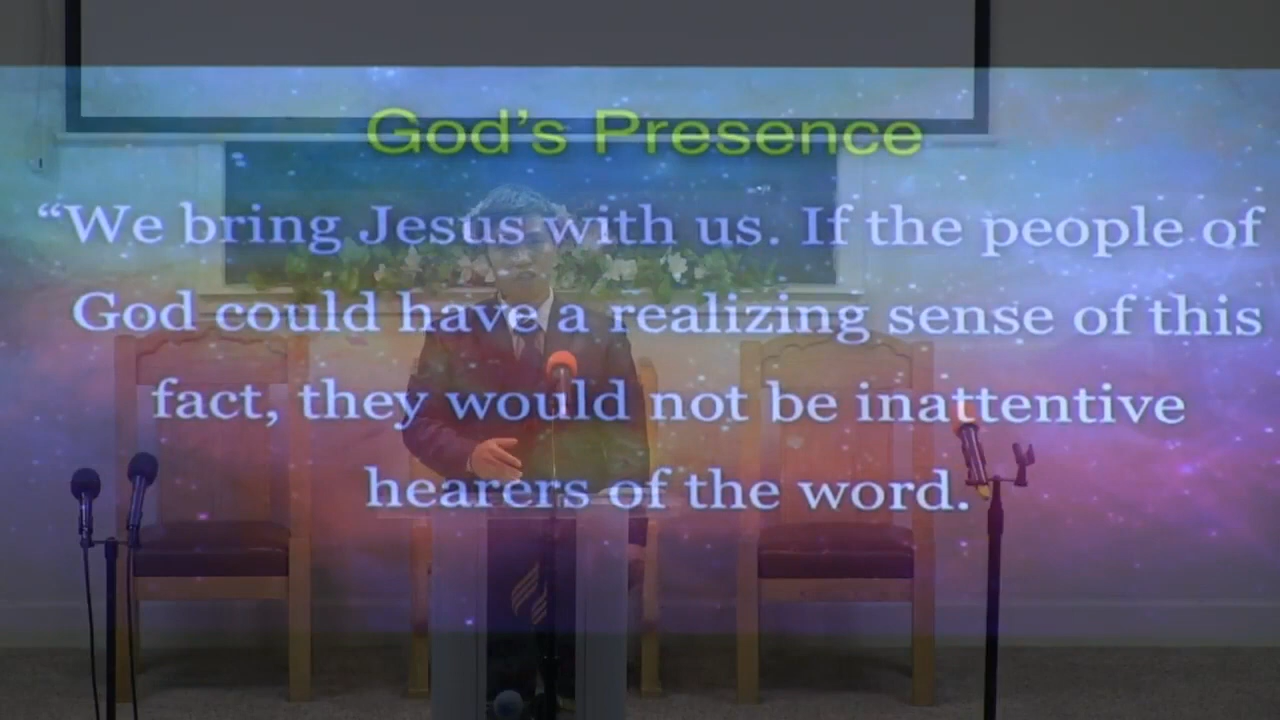 God’s Presence
“We bring Jesus with us. If the people of
God could have a realizing sense of this
fact, they would not be inattentive
hearers of the word.